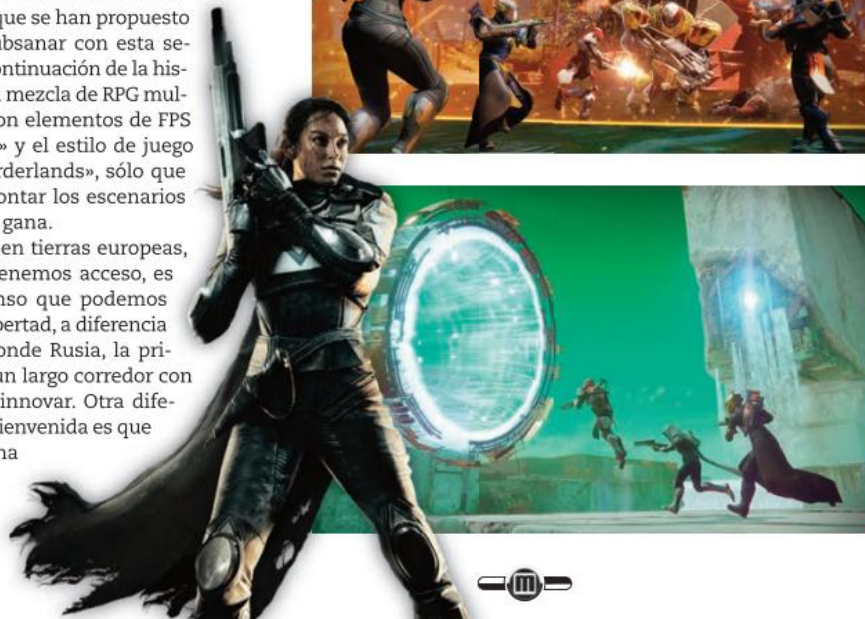 que se han propuesto
ubsanar con esta se-
ontinuación de la his-
mezcla de RPG mul-
on elementos de FPS
» y el estilo de juego
rderlands», sólo que
ontar los escenarios
gana.
en tierras europeas,
enemos acceso, es
nso que podemos
bertad, a diferencia
onde Rusia, la pri-
un largo corredor con
innovar. Otra dife-
ienvenida es que
na
m